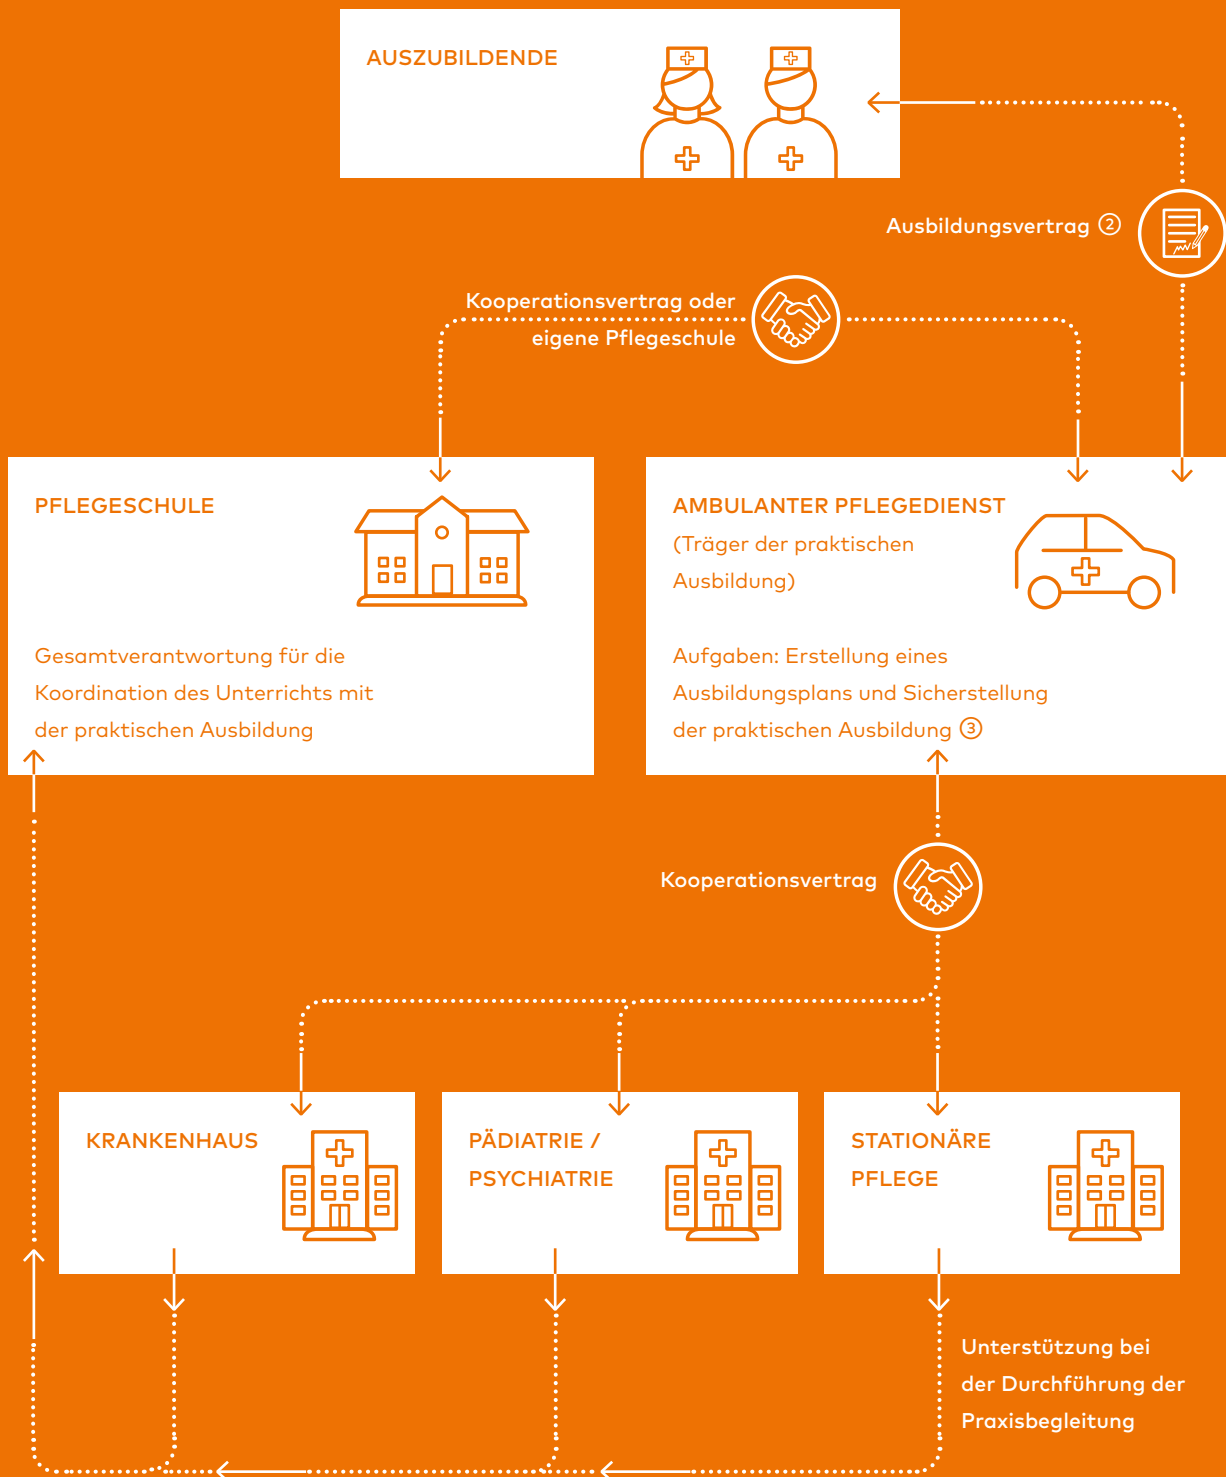 AUSZUBILDENDE
Ausbildungsvertrag ②
Kooperationsvertrag oder
eigene Pflegeschule
PFLEGESCHULE
Gesamtverantwortung für die
Koordination des Unterrichts mit
der praktischen Ausbildung
AMBULANTER PFLEGEDIENST
(Träger der praktischen
Ausbildung)
Aufgaben: Erstellung eines
Ausbildungsplans und Sicherstellung
der praktischen Ausbildung ③
Kooperationsvertrag
KRANKENHAUS
PÄDIATRIE /
PSYCHIATRIE
STATIONÄRE
PFLEGE
Unterstützung bei
der Durchführung der
Praxisbegleitung